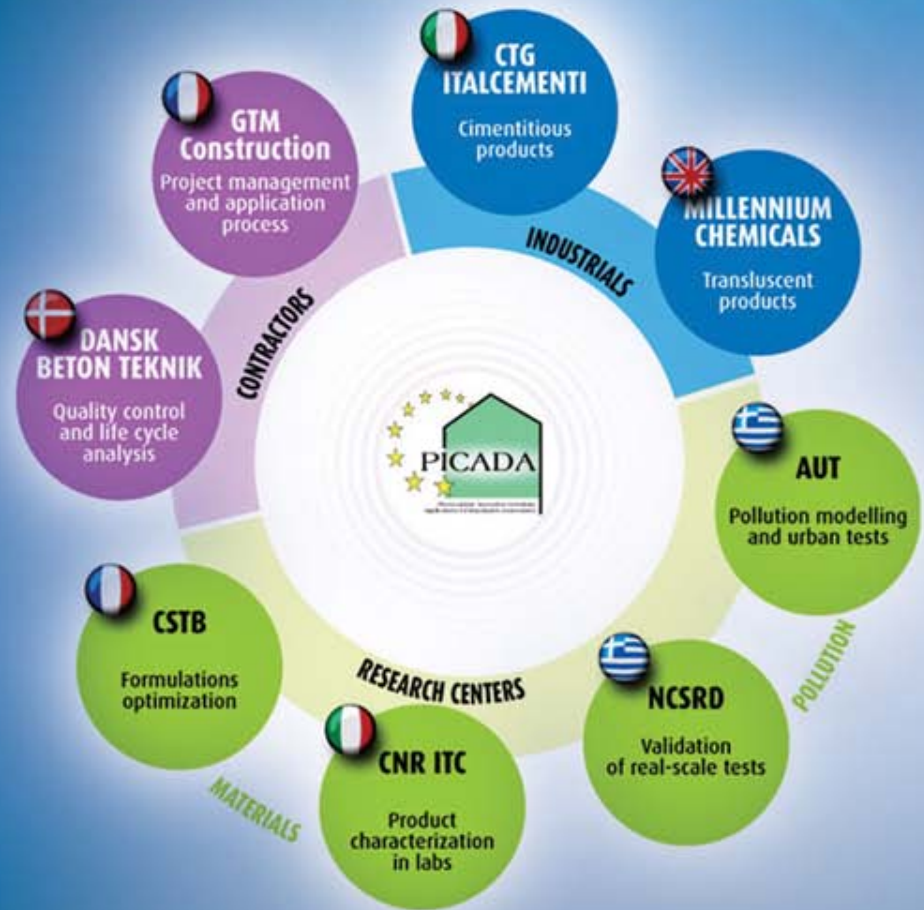 CTG
ITALCEMENTI
Cimentitious
products
MILLENNIUM
CHEMICALS
Transluscent
products
INDUSTRIALS
AUT
Pollution modelling
and urban tests
NCSRD
Validation
of real-scale tests
POLLUTION
CNR ITC
Product
characterization
in labs
CSTB
Formulations
optimization
MATERIALS
RESEARCH CENTERS
DANSK
BETON TEKNIK
Quality control
and life cycle
analysis
GTM
Construction
Project management
and application
process
CONTRACTORS
PICADA